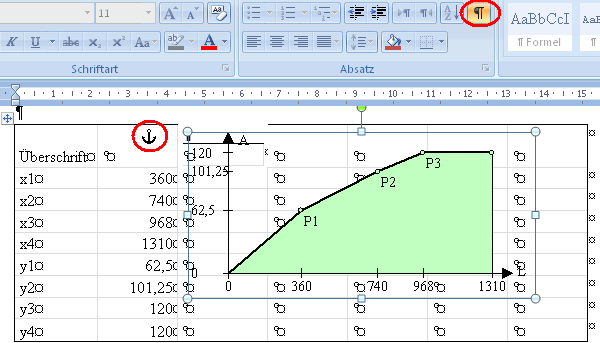 11
A A Aa
F K U abc x₂ x² Aa ab A
A Z ¶
Schriftart
Absatz
AaBbCcI
¶ Formel
AaBb
¶
1 2 3 4 5 6 7 8 9 10 11 12 13 14 15
¶
Überschrift¤ ¤
x1¤ 360¤
x2¤ 740¤
x3¤ 968¤
x4¤ 1310¤
y1¤ 62,5¤
y2¤ 101,25¤
y3¤ 120¤
y4¤ 120¤
A
120
101,25
62,5
0
P1
P2
P3
0 360 740 968 1310